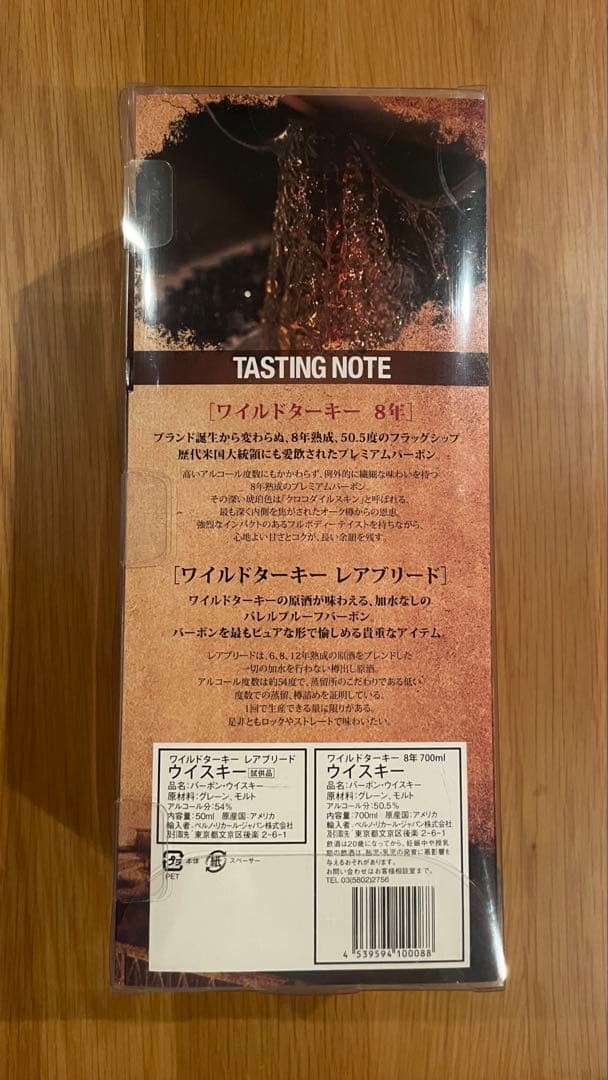 TASTING NOTE
［ワイルドターキー 8年］
ブランド誕生から変わらぬ、8年熟成、50.5度のフラッグシップ。
歴代米国大統領にも愛飲されたプレミアムバーボン。
高いアルコール度数にもかかわらず、例外的に繊細な味わいを持つ
8年熟成のプレミアムバーボン。
その深い琥珀色は「クロコダイルスキン」と呼ばれる、
最も深く内側を焦がされたオーク樽からの恩恵。
強烈なインパクトのあるフルボディーテイストを持ちながら、
心地よい甘さとコクが、長い余韻を残す。
［ワイルドターキー レアブリード］
ワイルドターキーの原酒が味わえる、加水なしの
バレルプルーフバーボン。
バーボンを最もピュアな形で愉しめる貴重なアイテム。
レアブリードは、6、8、12年熟成の原酒をブレンドした
一切の加水を行わない樽出し原酒。
アルコール度数は約54度で、蒸留所のこだわりである低い
度数での蒸留、樽詰めを証明している。
1回で生産できる量に限りがある。
是非ともロックやストレートで味わいたい。
ワイルドターキー レアブリード
ウイスキー 試供品
品名：バーボン・ウイスキー
原材料：グレーン、モルト
アルコール分：54％
内容量：50ml 原産国：アメリカ
輸入者：ペルノ・リカール・ジャパン株式会社
及引取先：東京都文京区後楽 2-6-1
プラ 本体 紙 スペーサー
PET
ワイルドターキー 8年 700ml
ウイスキー
品名：バーボン・ウイスキー
原材料：グレーン、モルト
アルコール分：50.5％
内容量：700ml 原産国：アメリカ
輸入者：ペルノ・リカール・ジャパン株式会社
及引取先：東京都文京区後楽 2-6-1
飲酒は20歳になってから。妊娠中や授乳
期の飲酒は、胎児・乳児の発育に悪影響を
与えるおそれがあります。
お問い合わせはお客様相談室まで。
TEL 03(5802)2756
4 539594 100088